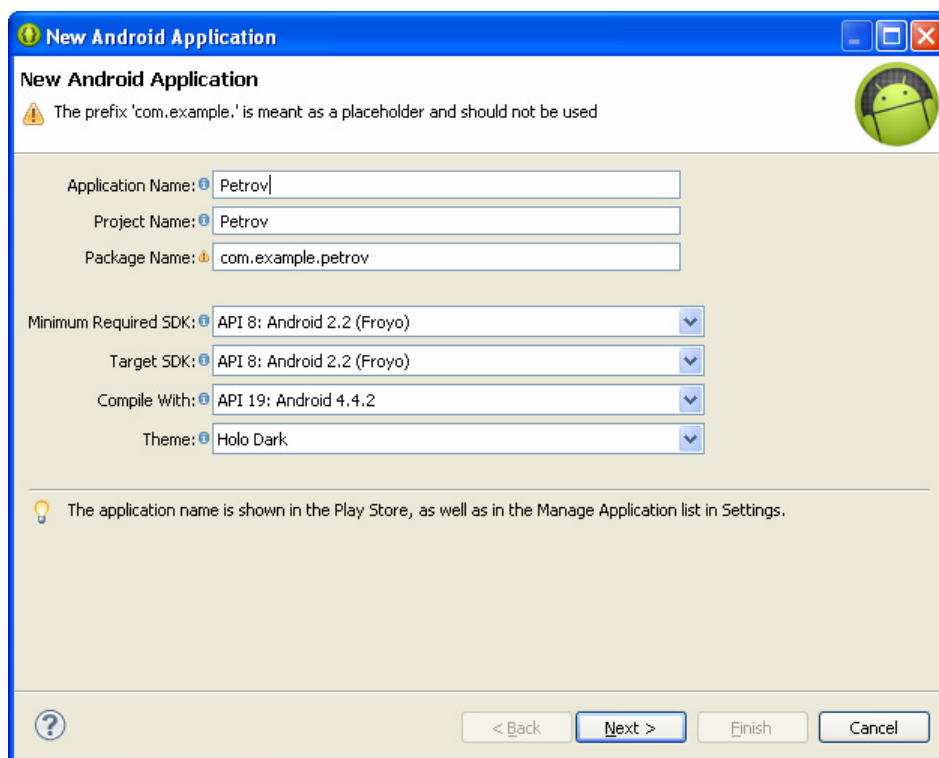 New Android Application
New Android Application
The prefix 'com.example.' is meant as a placeholder and should not be used
Application Name: Petrov
Project Name: Petrov
Package Name: com.example.petrov
Minimum Required SDK: API 8: Android 2.2 (Froyo)
Target SDK: API 8: Android 2.2 (Froyo)
Compile With: API 19: Android 4.4.2
Theme: Holo Dark
The application name is shown in the Play Store, as well as in the Manage Application list in Settings.
< Back Next > Finish Cancel